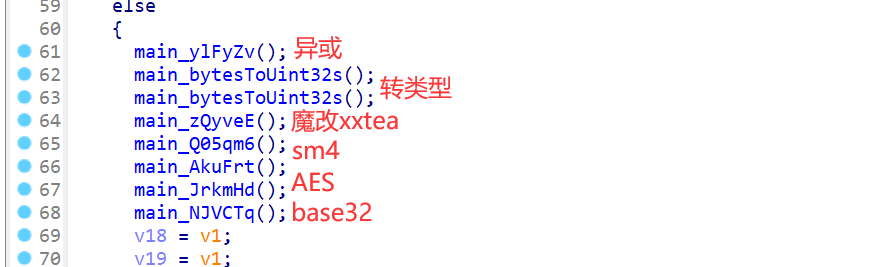 59 else
60 {
61 main_ylFyZv(); 异或
62 main_bytesToUint32s();
63 main_bytesToUint32s(); 转类型
64 main_zQyveE(); 魔改xxtea
65 main_Q05qm6(); sm4
66 main_AkuFrt();
67 main_JrkmHd(); AES
68 main_NJVCTq(); base32
69 v18 = v1;
70 v19 = v1;